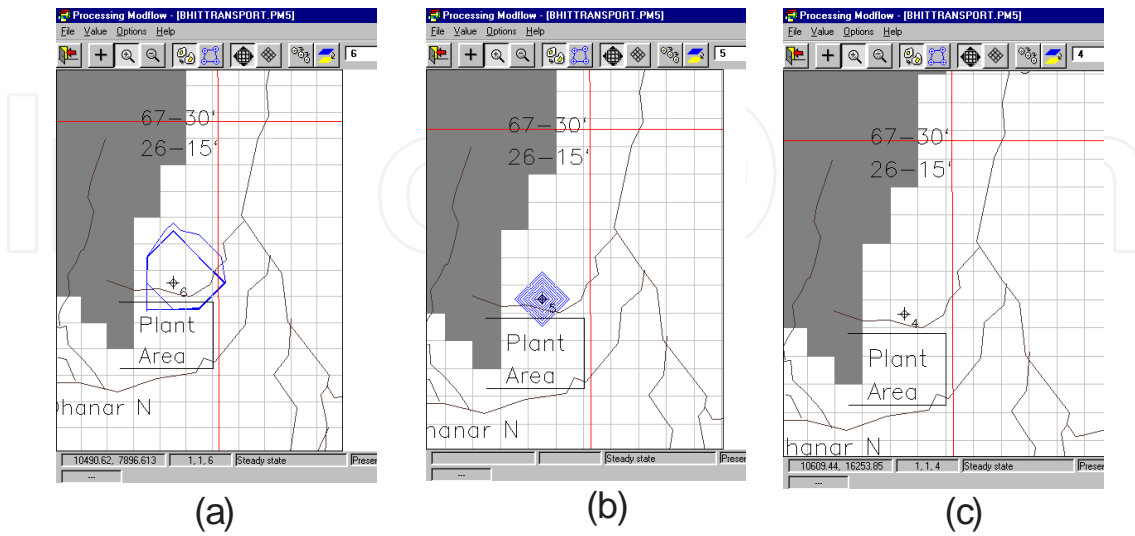 Processing Modflow - [BHITTRANSPORT.PM5]
File Value Options Help
6
67-30'
26-15'
6
Plant
Area
Dhanar N
10490.62, 7896.613 1, 1, 6 Steady state Presen
---
(a)
Processing Modflow - [BHITTRANSPORT.PM5]
File Value Options Help
5
67-30'
26-15'
5
Plant
Area
hanar N
Steady state Presen
---
(b)
Processing Modflow - [BHITTRANSPORT.PM5]
File Value Options Help
4
67-30'
26-15'
4
Plant
Area
hanar N
10609.44, 16253.85 1, 1, 4 Steady state Preser
---
(c)